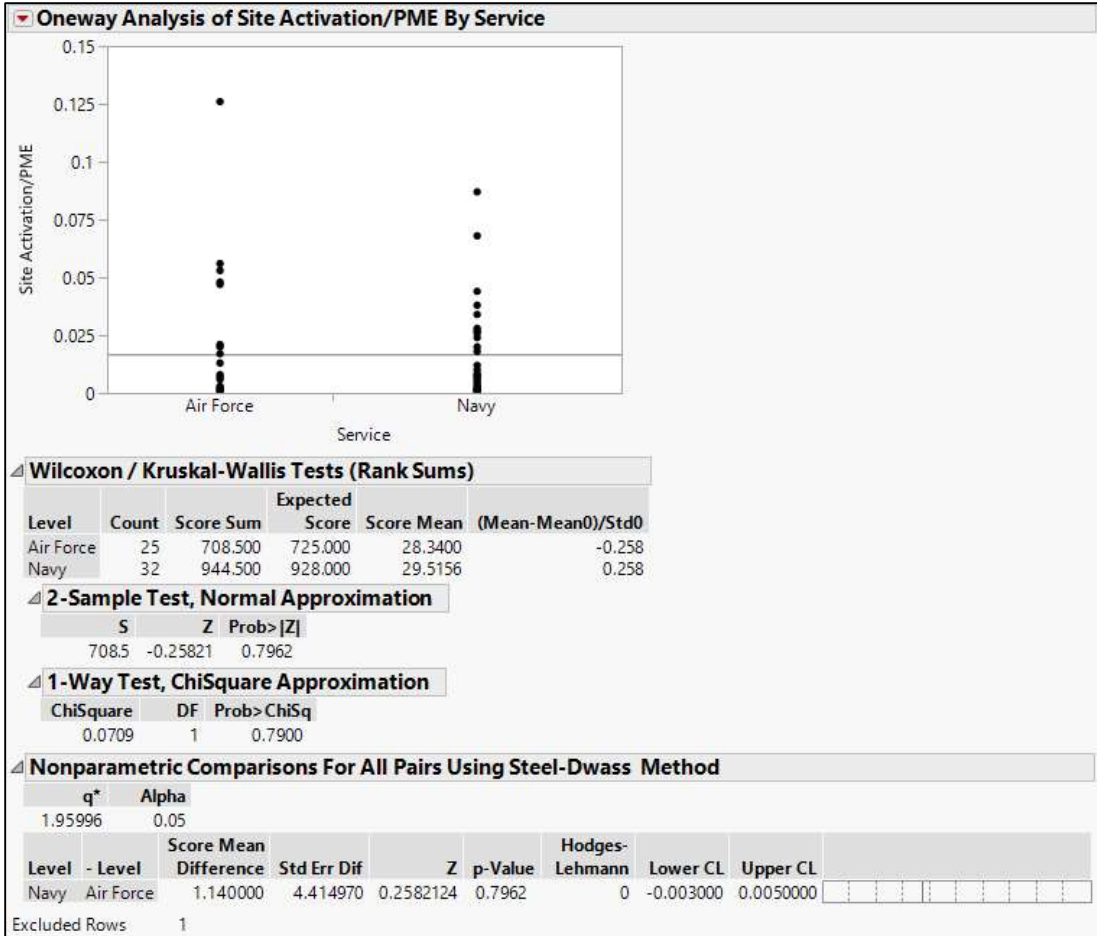 Oneway Analysis of Site Activation/PME By Service
0.15
0.125
0.1
0.075
0.05
0.025
0
Site Activation/PME
Air Force Navy
Service
Wilcoxon / Kruskal-Wallis Tests (Rank Sums)
Expected
Level Count Score Sum Score Score Mean (Mean-Mean0)/Std0
Air Force 25 708.500 725.000 28.3400 -0.258
Navy 32 944.500 928.000 29.5156 0.258
2-Sample Test, Normal Approximation
S Z Prob>|Z|
708.5 -0.25821 0.7962
1-Way Test, ChiSquare Approximation
ChiSquare DF Prob>ChiSq
0.0709 1 0.7900
Nonparametric Comparisons For All Pairs Using Steel-Dwass Method
q* Alpha
1.95996 0.05
Score Mean Hodges-
Level - Level Difference Std Err Dif Z p-Value Lehmann Lower CL Upper CL
Navy Air Force 1.140000 4.414970 0.2582124 0.7962 0 -0.003000 0.0050000
Excluded Rows 1